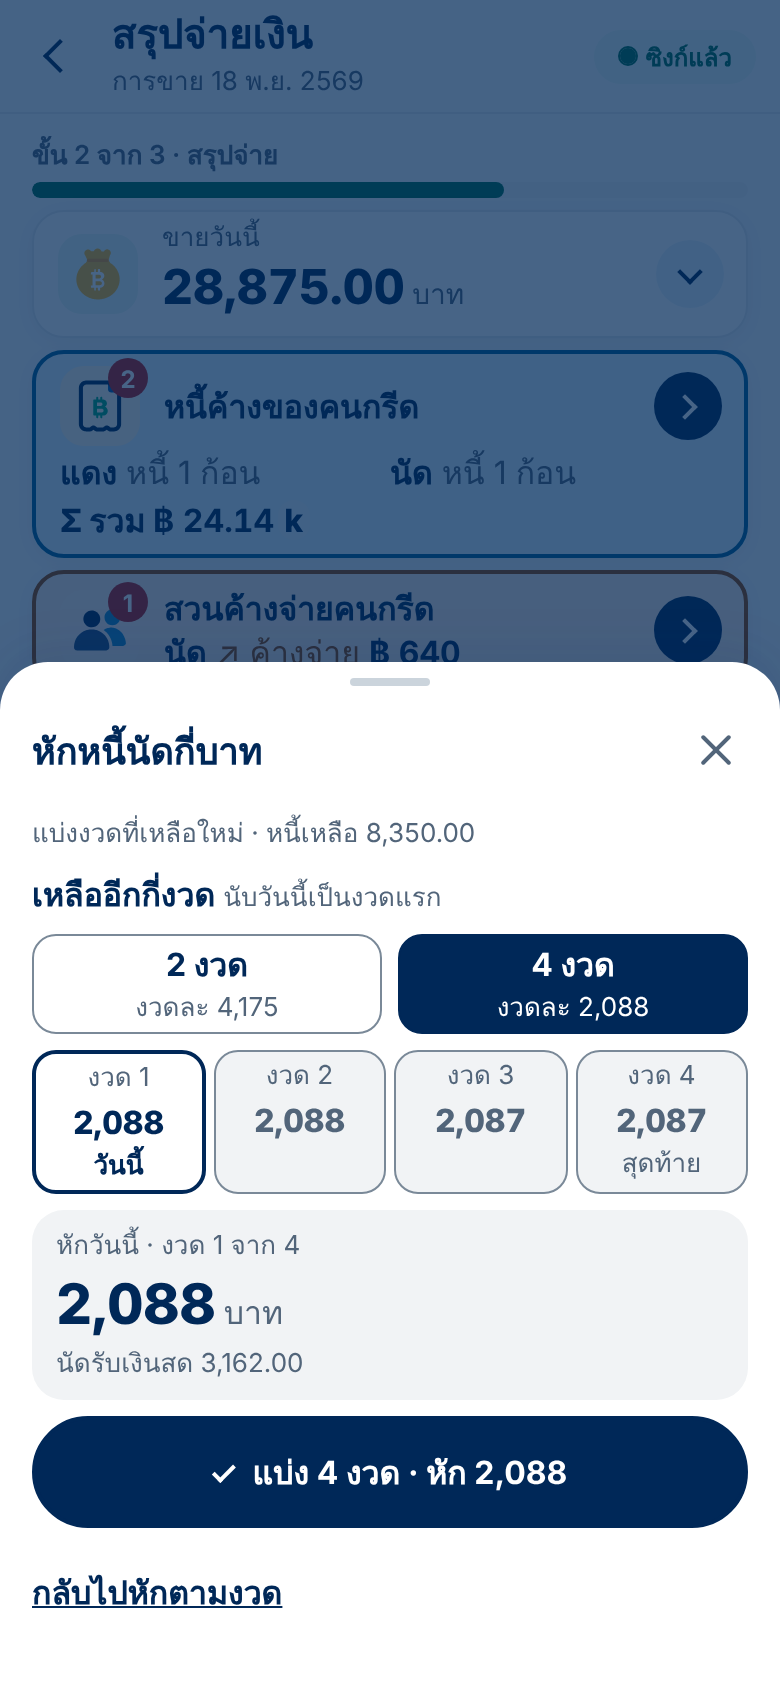 สรุปจ่ายเงิน
การขาย 18 พ.ย. 2569
ซิงก์แล้ว
ขั้น 2 จาก 3 · สรุปจ่าย
ขายวันนี้
28,875.00 บาท
2
หนี้ค้างของคนกรีด
แดง หนี้ 1 ก้อน
นัด หนี้ 1 ก้อน
Σ รวม ฿ 24.14 k
1
สวนค้างจ่ายคนกรีด
นัด ↗ ค้างจ่าย ฿ 640
หักหนี้นัดกี่บาท
แบ่งงวดที่เหลือใหม่ · หนี้เหลือ 8,350.00
เหลืออีกกี่งวด นับวันนี้เป็นงวดแรก
2 งวด
งวดละ 4,175
4 งวด
งวดละ 2,088
งวด 1
2,088
วันนี้
งวด 2
2,088
งวด 3
2,087
งวด 4
2,087
สุดท้าย
หักวันนี้ · งวด 1 จาก 4
2,088 บาท
นัดรับเงินสด 3,162.00
✓ แบ่ง 4 งวด · หัก 2,088
กลับไปหักตามงวด